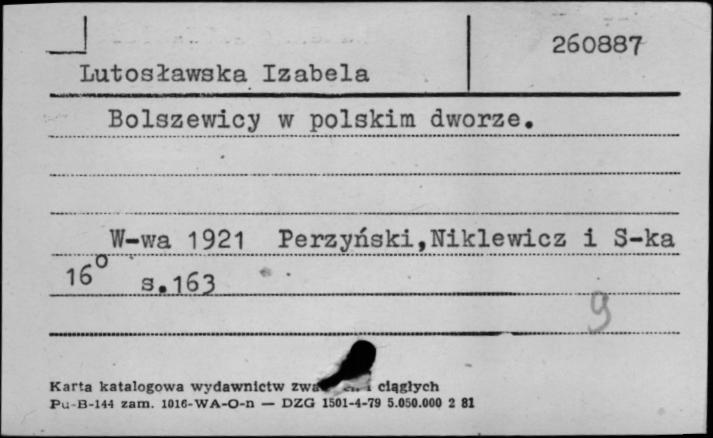 260887
Lutosławska Izabela
Bolszewicy w polskim dworze.
W-wa 1921 Perzyński,Niklewicz i S-ka
16° s.163
9
Karta katalogowa wydawnictw i ciągłych
Pu-B-144 zam. 1016-WA-O-n — DZG 1501-4-79 5.050.000 2 81